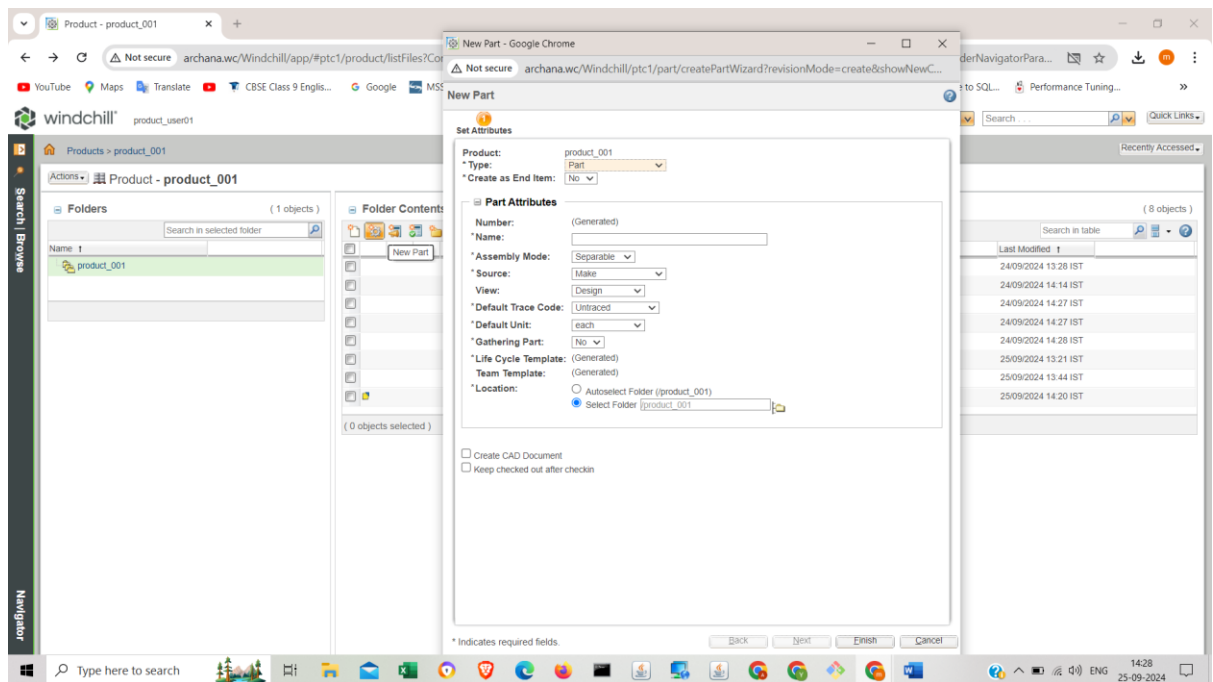 Product - product_001
New Part - Google Chrome
Not secure archana.wc/Windchill/app/#ptc1/product/listFiles?Cor
Not secure archana.wc/Windchill/ptc1/part/createPartWizard?revisionMode=create&showNewC...
derNavigatorPara...
m
YouTube Maps Translate CBSE Class 9 Englis... Google MSS
e to SQL... Performance Tuning...
New Part
windchill product_user01
Search . . .
Quick Links
1
Set Attributes
Products > product_001
Recently Accessed
Actions Product - product_001
Search | Browse
Navigator
Folders
( 1 objects )
Search in selected folder
Name
product_001
Folder Contents
( 8 objects )
Search in table
New Part
Last Modified
24/09/2024 13:28 IST
24/09/2024 14:14 IST
24/09/2024 14:27 IST
24/09/2024 14:27 IST
24/09/2024 14:28 IST
25/09/2024 13:21 IST
25/09/2024 13:44 IST
25/09/2024 14:20 IST
( 0 objects selected )
Product: product_001
* Type: Part
* Create as End Item: No
Part Attributes
Number: (Generated)
*Name:
*Assembly Mode: Separable
*Source: Make
View: Design
*Default Trace Code: Untraced
*Default Unit: each
*Gathering Part: No
*Life Cycle Template: (Generated)
Team Template: (Generated)
*Location: Autoselect Folder (/product_001)
Select Folder /product_001
Create CAD Document
Keep checked out after checkin
* Indicates required fields.
Back Next Finish Cancel
Type here to search
ENG
14:28
25-09-2024